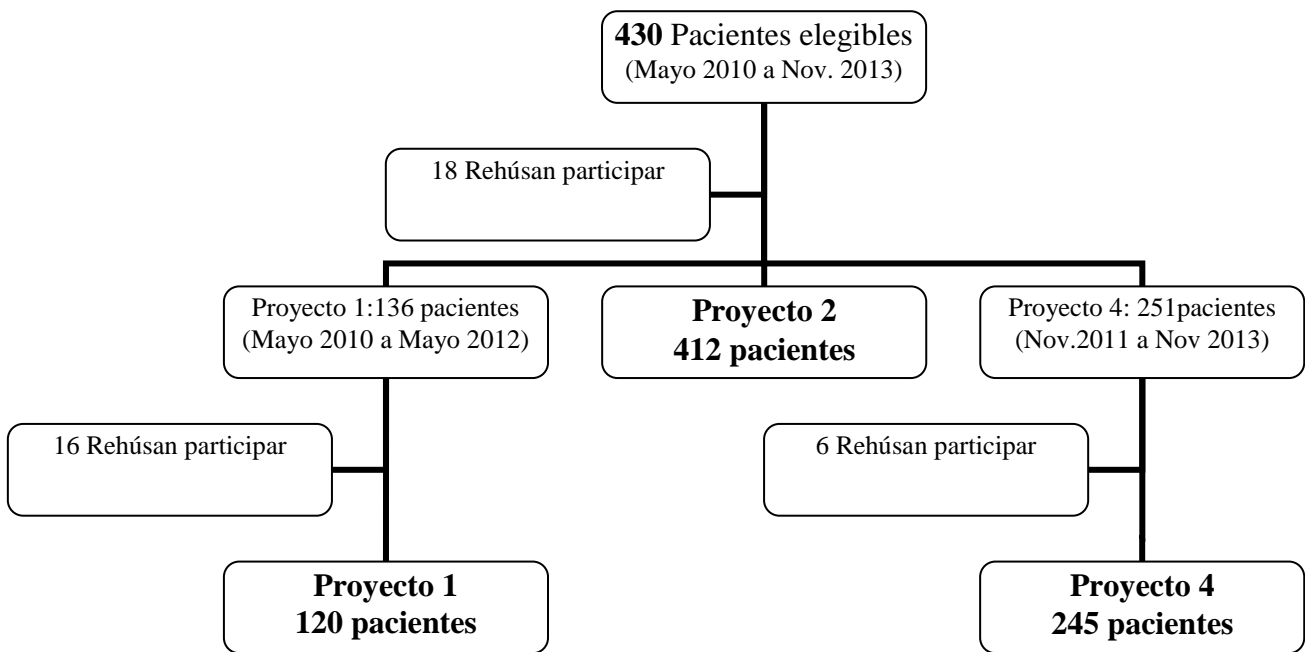 430 Pacientes elegibles
(Mayo 2010 a Nov. 2013)
18 Rehúsan participar
Proyecto 1:136 pacientes
(Mayo 2010 a Mayo 2012)
Proyecto 2
412 pacientes
Proyecto 4: 251pacientes
(Nov.2011 a Nov 2013)
16 Rehúsan participar
6 Rehúsan participar
Proyecto 1
120 pacientes
Proyecto 4
245 pacientes